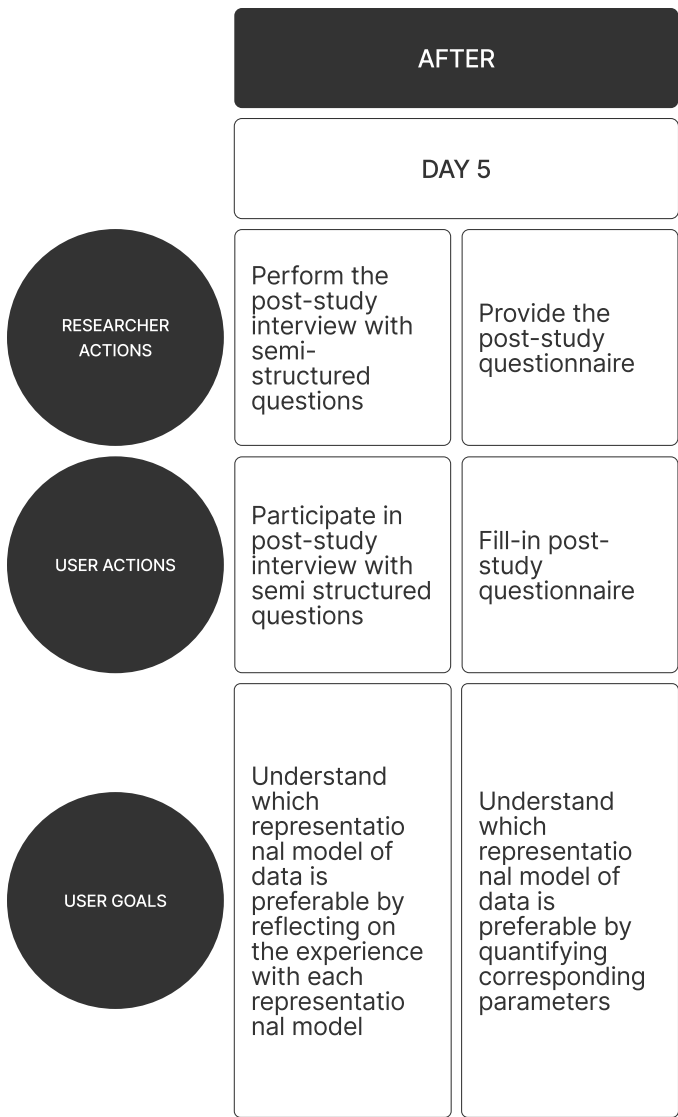 AFTER
DAY 5
RESEARCHER
ACTIONS
Perform the
post-study
interview with
semi-
structured
questions
Provide the
post-study
questionnaire
USER ACTIONS
Participate in
post-study
interview with
semi structured
questions
Fill-in post-
study
questionnaire
USER GOALS
Understand
which
representatio
nal model of
data is
preferable by
reflecting on
the experience
with each
representatio
nal model
Understand
which
representatio
nal model of
data is
preferable by
quantifying
corresponding
parameters